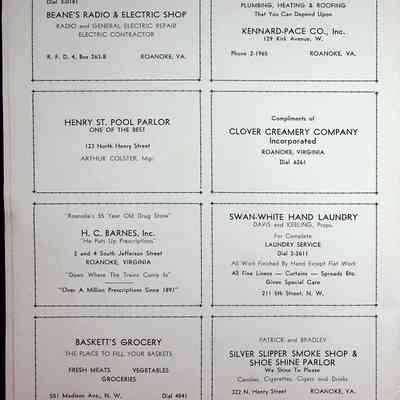 Dial 3-0181
BEANE'S RADIO & ELECTRIC SHOP
RADIO and GENERAL ELECTRIC REPAIR
ELECTRICAL CONTRACTOR
R. F. D. 4, Box 363-B ROANOKE, VA.
PLUMBING, HEATING & ROOFING
That You Can Depend Upon
KENNARD-PACE CO., Inc.
129 Kirk Avenue, W.
Phone 2-1965 ROANOKE, VA.
HENRY ST. POOL PARLOR
ONE OF THE BEST
123 North Henry Street
ARTHUR COLSTER, Mgr.
Compliments of
CLOVER CREAMERY COMPANY
Incorporated
ROANOKE, VIRGINIA
Dial 6261
"Roanoke's 55 Year Old Drug Store"
H. C. BARNES, Inc.
"He Puts Up Prescriptions"
2 and 4 South Jefferson Street
ROANOKE, VIRGINIA
"Down Where The Trains Come In"
"Over A Million Prescriptions Since 1891"
SWAN-WHITE HAND LAUNDRY
DAVIS and KEELING, Props.
For Complete
LAUNDRY SERVICE
Dial 2-3611
All Work Finished By Hand Except Flat Work
All Fine Linens — Curtains — Spreads Etc.
Given Special Care
211 5th Street, N. W.
BASKETT'S GROCERY
THE PLACE TO FILL YOUR BASKETS
FRESH MEATS VEGETABLES
GROCERIES
551 Madison Ave., N. W. Dial 4841
PATRICK and BRADLEY
SILVER SLIPPER SMOKE SHOP &
SHOE SHINE PARLOR
We Shine To Please
Candies, Cigarettes, Cigars and Drinks
322 N. Henry Street ROANOKE, VA.